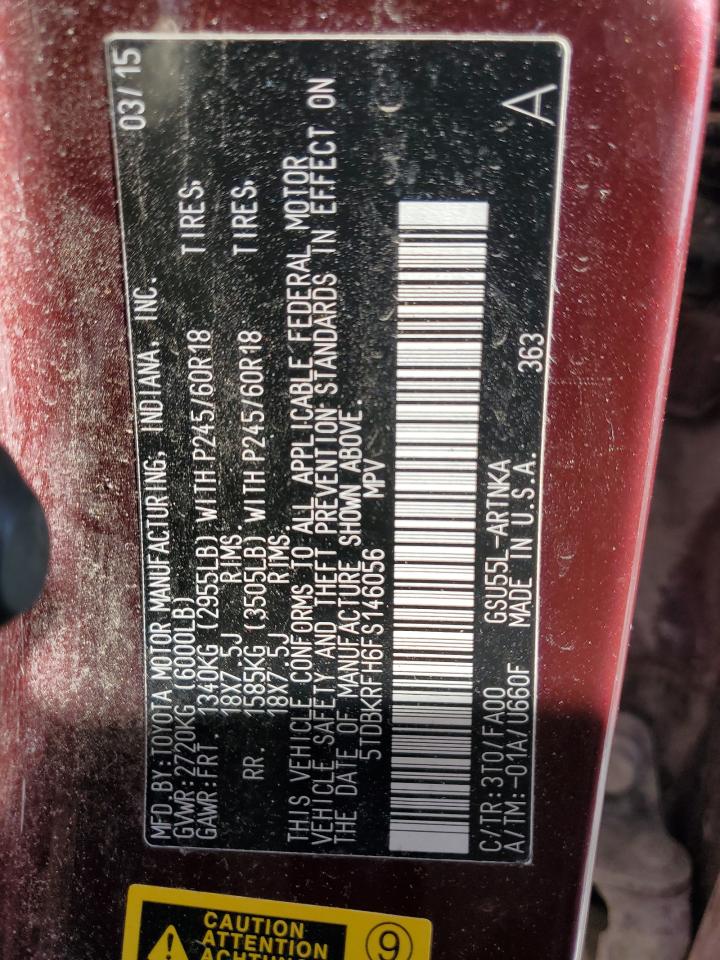 MFD. BY: TOYOTA MOTOR MANUFACTURING, INDIANA, INC. 03/15
GVWR: 2720KG (6000LB)
GAWR: FRT. 1340KG (2955LB) WITH P245/60R18 TIRES,
18X7.5J RIMS.
RR. 1585KG (3505LB) WITH P245/60R18 TIRES,
18X7.5J RIMS.
THIS VEHICLE CONFORMS TO ALL APPLICABLE FEDERAL MOTOR
VEHICLE SAFETY AND THEFT PREVENTION STANDARDS IN EFFECT ON
THE DATE OF MANUFACTURE SHOWN ABOVE.
5TDBKRFH6FS146056 MPV
C/TR: 3T0/FA00 GSU55L-ARTNKA
A/TM: -01A/U660F MADE IN U.S.A. 363 A
CAUTION
ATTENTION
ACHTUNG
9